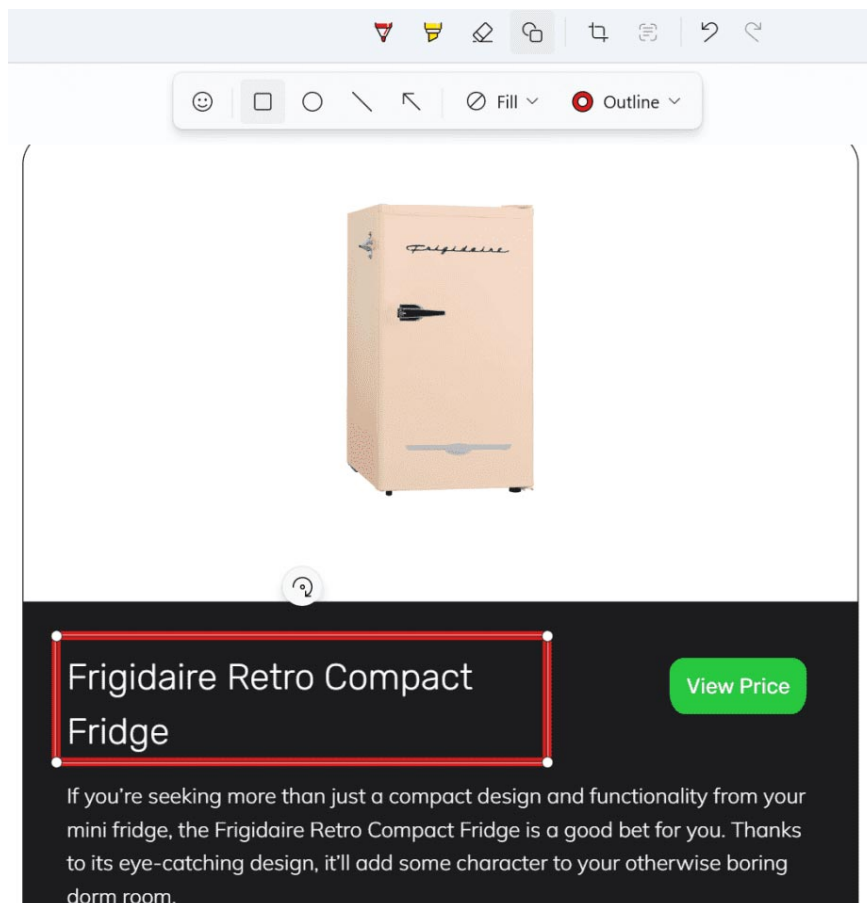 Fill
Outline
Frigidaire
Frigidaire Retro Compact
Fridge
View Price
If you're seeking more than just a compact design and functionality from your
mini fridge, the Frigidaire Retro Compact Fridge is a good bet for you. Thanks
to its eye-catching design, it'll add some character to your otherwise boring
dorm room.